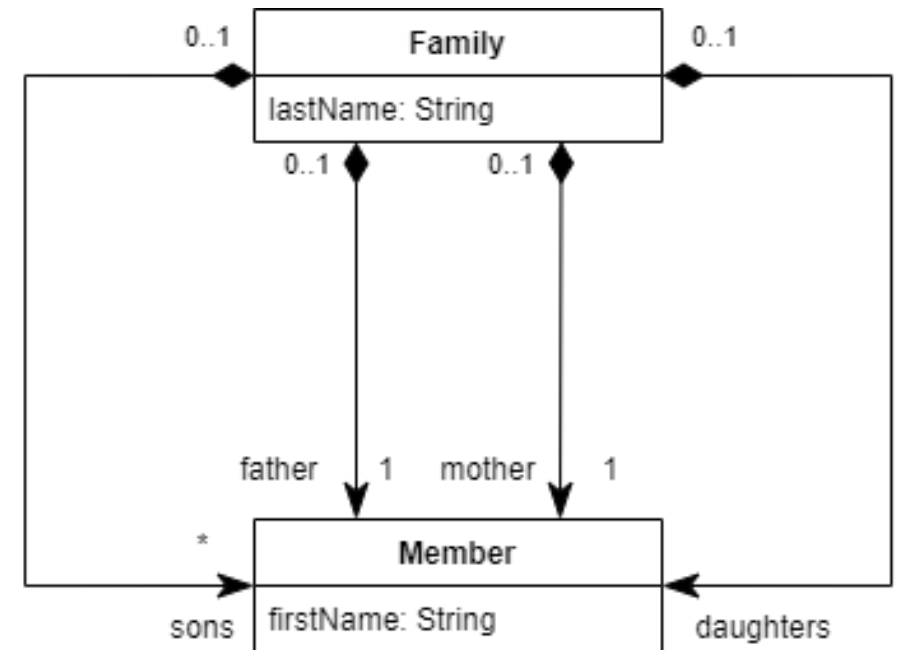 0..1
Family
0..1
lastName: String
0..1
0..1
father
1
mother
1
*
Member
sons
firstName: String
daughters